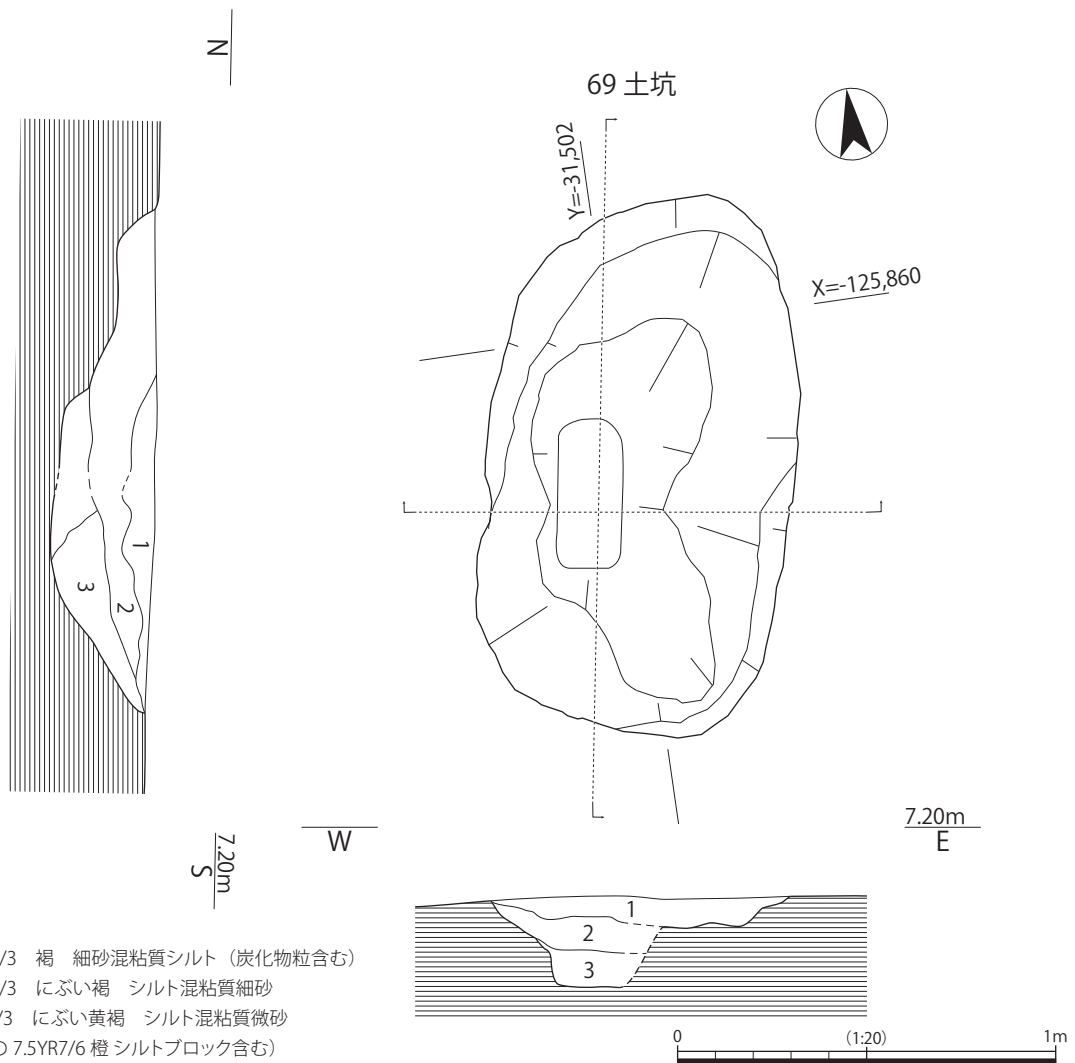 N
69 土坑
Y=-31,502
X=-125,860
1
2
3
7.20m
S
W
7.20m
E
1
2
3
/3 褐 細砂混粘質シルト（炭化物粒含む）
/3 にぶい褐 シルト混粘質細砂
/3 にぶい黄褐 シルト混粘質微砂
の 7.5YR7/6 橙 シルトブロック含む）
0 (1:20) 1m